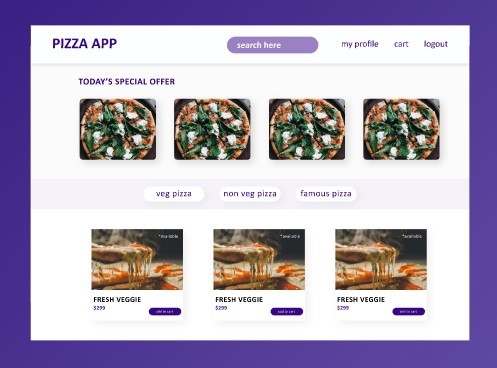 PIZZA APP
search here
my profile cart logout
TODAY'S SPECIAL OFFER
veg pizza non veg pizza famous pizza
*available *available *available
FRESH VEGGIE FRESH VEGGIE FRESH VEGGIE
$299 $299 $299
add to cart add to cart add to cart